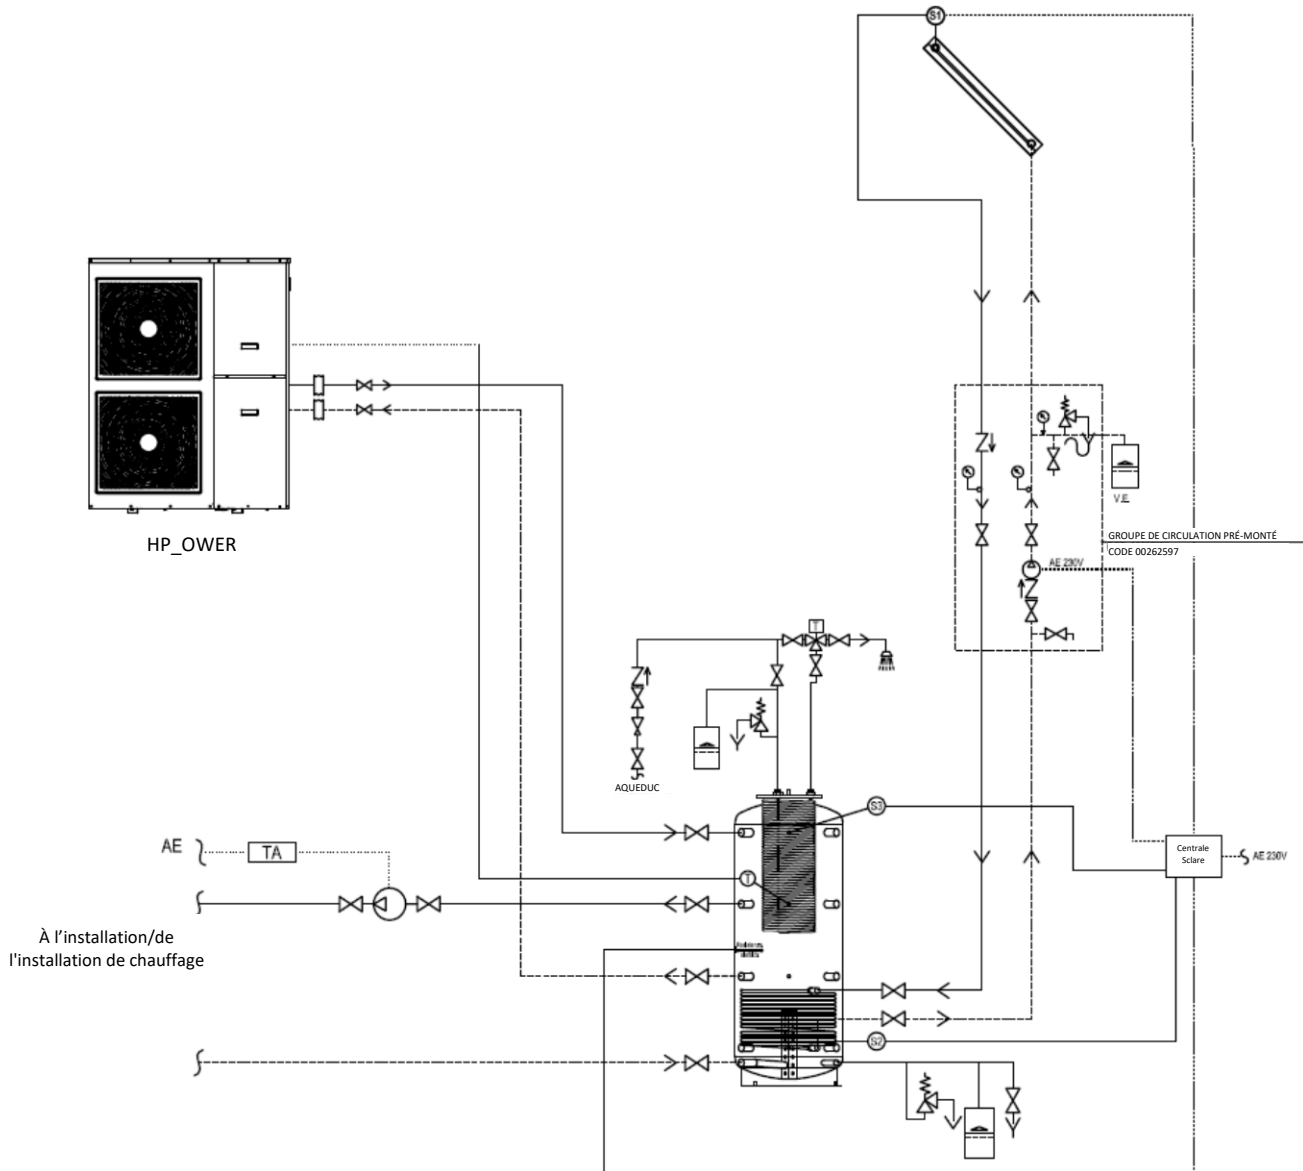 S1
HP_OWER
V.E.
GROUPE DE CIRCULATION PRÉ-MONTÉ
CODE 00262597
AE 230V
T
AQUEDUC
S3
AE
TA
Centrale
Sclare
AE 230V
T
À l’installation/de
l'installation de chauffage
S2